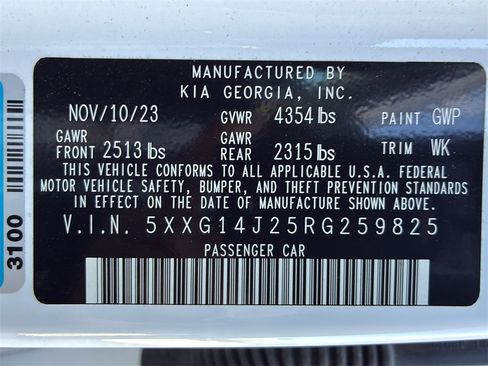 MANUFACTURED BY
KIA GEORGIA, INC.
NOV/10/23 GVWR 4354 lbs PAINT GWP
GAWR FRONT 2513 lbs GAWR REAR 2315 lbs TRIM WK
THIS VEHICLE CONFORMS TO ALL APPLICABLE U.S.A. FEDERAL
MOTOR VEHICLE SAFETY, BUMPER, AND THEFT PREVENTION STANDARDS
IN EFFECT ON THE DATE OF MANUFACTURE SHOWN ABOVE.
V.I.N. 5XXG14J25RG259825
PASSENGER CAR
3100